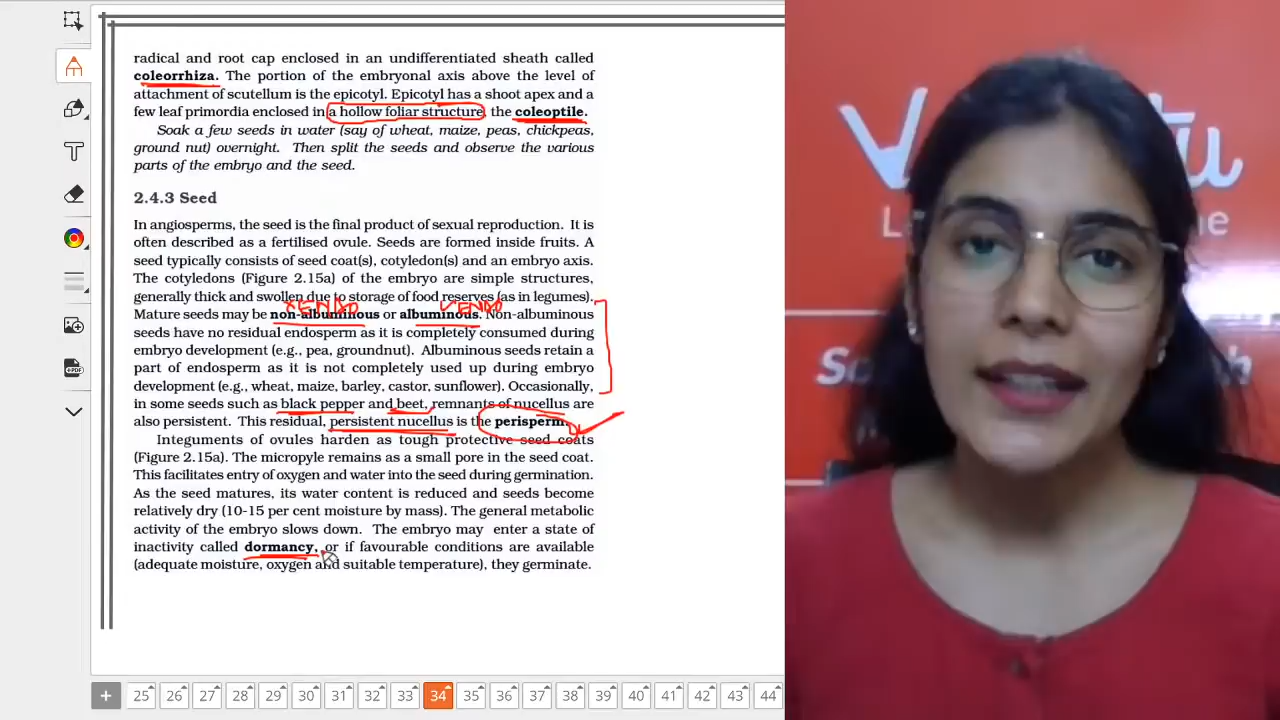 radical and root cap enclosed in an undifferentiated sheath called
coleorrhiza. The portion of the embryonal axis above the level of
attachment of scutellum is the epicotyl. Epicotyl has a shoot apex and a
few leaf primordia enclosed in a hollow foliar structure, the coleoptile.
Soak a few seeds in water (say of wheat, maize, peas, chickpeas,
ground nut) overnight. Then split the seeds and observe the various
parts of the embryo and the seed.
2.4.3 Seed
In angiosperms, the seed is the final product of sexual reproduction. It is
often described as a fertilised ovule. Seeds are formed inside fruits. A
seed typically consists of seed coat(s), cotyledon(s) and an embryo axis.
The cotyledons (Figure 2.15a) of the embryo are simple structures,
generally thick and swollen due to storage of food reserves (as in legumes).
×ENDO ✓ENDO
Mature seeds may be non-albuminous or albuminous. Non-albuminous
seeds have no residual endosperm as it is completely consumed during
embryo development (e.g., pea, groundnut). Albuminous seeds retain a
part of endosperm as it is not completely used up during embryo
development (e.g., wheat, maize, barley, castor, sunflower). Occasionally,
in some seeds such as black pepper and beet, remnants of nucellus are
also persistent. This residual, persistent nucellus is the perisperm.
Integuments of ovules harden as tough protective seed coats
(Figure 2.15a). The micropyle remains as a small pore in the seed coat.
This facilitates entry of oxygen and water into the seed during germination.
As the seed matures, its water content is reduced and seeds become
relatively dry (10-15 per cent moisture by mass). The general metabolic
activity of the embryo slows down. The embryo may enter a state of
inactivity called dormancy, or if favourable conditions are available
(adequate moisture, oxygen and suitable temperature), they germinate.
+ 25 26 27 28 29 30 31 32 33 34 35 36 37 38 39 40 41 42 43 44